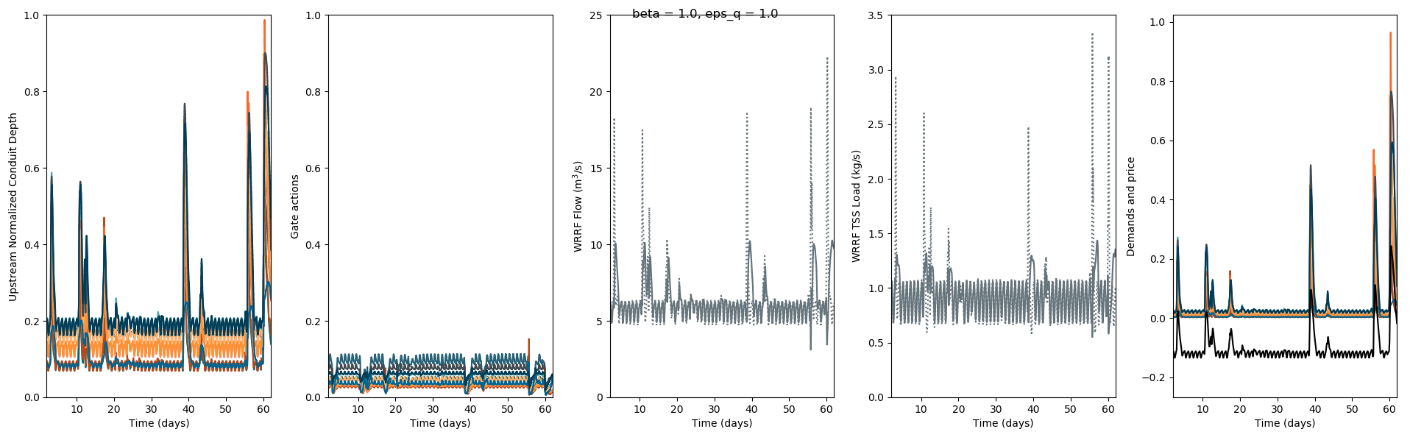 beta = 1.0, eps_q = 1.0
Upstream Normalized Conduit Depth
1.0
0.8
0.6
0.4
0.2
0.0
10 20 30 40 50 60
Time (days)
Gate actions
1.0
0.8
0.6
0.4
0.2
0.0
10 20 30 40 50 60
Time (days)
WRRF Flow (m³/s)
25
20
15
10
5
0
10 20 30 40 50 60
Time (days)
WRRF TSS Load (kg/s)
3.5
3.0
2.5
2.0
1.5
1.0
0.5
0.0
10 20 30 40 50 60
Time (days)
Demands and price
1.0
0.8
0.6
0.4
0.2
0.0
−0.2
10 20 30 40 50 60
Time (days)